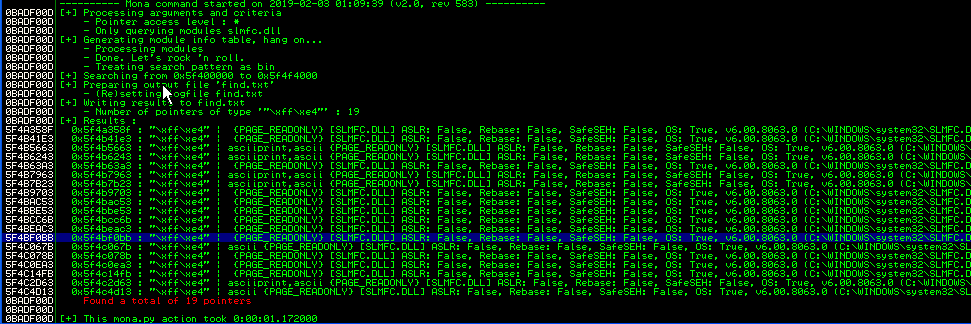 ---------- Mona command started on 2019-02-03 01:09:39 (v2.0, rev 583) ----------
0BADF00D [+] Processing arguments and criteria
0BADF00D - Pointer access level : *
0BADF00D - Only querying modules slmfc.dll
0BADF00D [+] Generating module info table, hang on...
0BADF00D - Processing modules
0BADF00D - Done. Let's rock 'n roll.
0BADF00D - Treating search pattern as bin
0BADF00D [+] Searching from 0x5f400000 to 0x5f4f4000
0BADF00D [+] Preparing output file 'find.txt'
0BADF00D - (Re)setting logfile find.txt
0BADF00D [+] Writing results to find.txt
0BADF00D - Number of pointers of type '"\xff\xe4"' : 19
0BADF00D [+] Results :
5F4A358F 0x5f4a358f : "\xff\xe4" | {PAGE_READONLY} [SLMFC.DLL] ASLR: False, Rebase: False, SafeSEH: False, OS: True, v6.00.8063.0 (C:\WINDOWS\system32\SLMFC.D
5F4B41E3 0x5f4b41e3 : "\xff\xe4" | {PAGE_READONLY} [SLMFC.DLL] ASLR: False, Rebase: False, SafeSEH: False, OS: True, v6.00.8063.0 (C:\WINDOWS\system32\SLMFC.D
5F4B5663 0x5f4b5663 : "\xff\xe4" | asciiprint,ascii {PAGE_READONLY} [SLMFC.DLL] ASLR: False, Rebase: False, SafeSEH: False, OS: True, v6.00.8063.0 (C:\WINDOWS
5F4B6243 0x5f4b6243 : "\xff\xe4" | asciiprint,ascii {PAGE_READONLY} [SLMFC.DLL] ASLR: False, Rebase: False, SafeSEH: False, OS: True, v6.00.8063.0 (C:\WINDOWS
5F4B63A3 0x5f4b63a3 : "\xff\xe4" | {PAGE_READONLY} [SLMFC.DLL] ASLR: False, Rebase: False, SafeSEH: False, OS: True, v6.00.8063.0 (C:\WINDOWS\system32\SLMFC.D
5F4B7963 0x5f4b7963 : "\xff\xe4" | asciiprint,ascii {PAGE_READONLY} [SLMFC.DLL] ASLR: False, Rebase: False, SafeSEH: False, OS: True, v6.00.8063.0 (C:\WINDOWS
5F4B7B23 0x5f4b7b23 : "\xff\xe4" | asciiprint,ascii {PAGE_READONLY} [SLMFC.DLL] ASLR: False, Rebase: False, SafeSEH: False, OS: True, v6.00.8063.0 (C:\WINDOWS
5F4B9703 0x5f4b9703 : "\xff\xe4" | {PAGE_READONLY} [SLMFC.DLL] ASLR: False, Rebase: False, SafeSEH: False, OS: True, v6.00.8063.0 (C:\WINDOWS\system32\SLMFC.D
5F4BAC53 0x5f4bac53 : "\xff\xe4" | {PAGE_READONLY} [SLMFC.DLL] ASLR: False, Rebase: False, SafeSEH: False, OS: True, v6.00.8063.0 (C:\WINDOWS\system32\SLMFC.D
5F4BBE53 0x5f4bbe53 : "\xff\xe4" | {PAGE_READONLY} [SLMFC.DLL] ASLR: False, Rebase: False, SafeSEH: False, OS: True, v6.00.8063.0 (C:\WINDOWS\system32\SLMFC.D
5F4BCC6B 0x5f4bcc6b : "\xff\xe4" | {PAGE_READONLY} [SLMFC.DLL] ASLR: False, Rebase: False, SafeSEH: False, OS: True, v6.00.8063.0 (C:\WINDOWS\system32\SLMFC.D
5F4BEAC3 0x5f4beac3 : "\xff\xe4" | {PAGE_READONLY} [SLMFC.DLL] ASLR: False, Rebase: False, SafeSEH: False, OS: True, v6.00.8063.0 (C:\WINDOWS\system32\SLMFC.D
5F4BF0BB 0x5f4bf0bb : "\xff\xe4" | {PAGE_READONLY} [SLMFC.DLL] ASLR: False, Rebase: False, SafeSEH: False, OS: True, v6.00.8063.0 (C:\WINDOWS\system32\SLMFC.D
5F4C067B 0x5f4c067b : "\xff\xe4" | ascii {PAGE_READONLY} [SLMFC.DLL] ASLR: False, Rebase: False, SafeSEH: False, OS: True, v6.00.8063.0 (C:\WINDOWS\system32\S
5F4C078B 0x5f4c078b : "\xff\xe4" | {PAGE_READONLY} [SLMFC.DLL] ASLR: False, Rebase: False, SafeSEH: False, OS: True, v6.00.8063.0 (C:\WINDOWS\system32\SLMFC.D
5F4C0EA3 0x5f4c0ea3 : "\xff\xe4" | {PAGE_READONLY} [SLMFC.DLL] ASLR: False, Rebase: False, SafeSEH: False, OS: True, v6.00.8063.0 (C:\WINDOWS\system32\SLMFC.D
5F4C14FB 0x5f4c14fb : "\xff\xe4" | {PAGE_READONLY} [SLMFC.DLL] ASLR: False, Rebase: False, SafeSEH: False, OS: True, v6.00.8063.0 (C:\WINDOWS\system32\SLMFC.D
5F4C2D63 0x5f4c2d63 : "\xff\xe4" | ascii {PAGE_READONLY} [SLMFC.DLL] ASLR: False, Rebase: False, SafeSEH: False, OS: True, v6.00.8063.0 (C:\WINDOWS\system32\S
5F4C4D13 0x5f4c4d13 : "\xff\xe4" | ascii {PAGE_READONLY} [SLMFC.DLL] ASLR: False, Rebase: False, SafeSEH: False, OS: True, v6.00.8063.0 (C:\WINDOWS\system32\S
0BADF00D Found a total of 19 pointers
0BADF00D
0BADF00D [+] This mona.py action took 0:00:01.172000